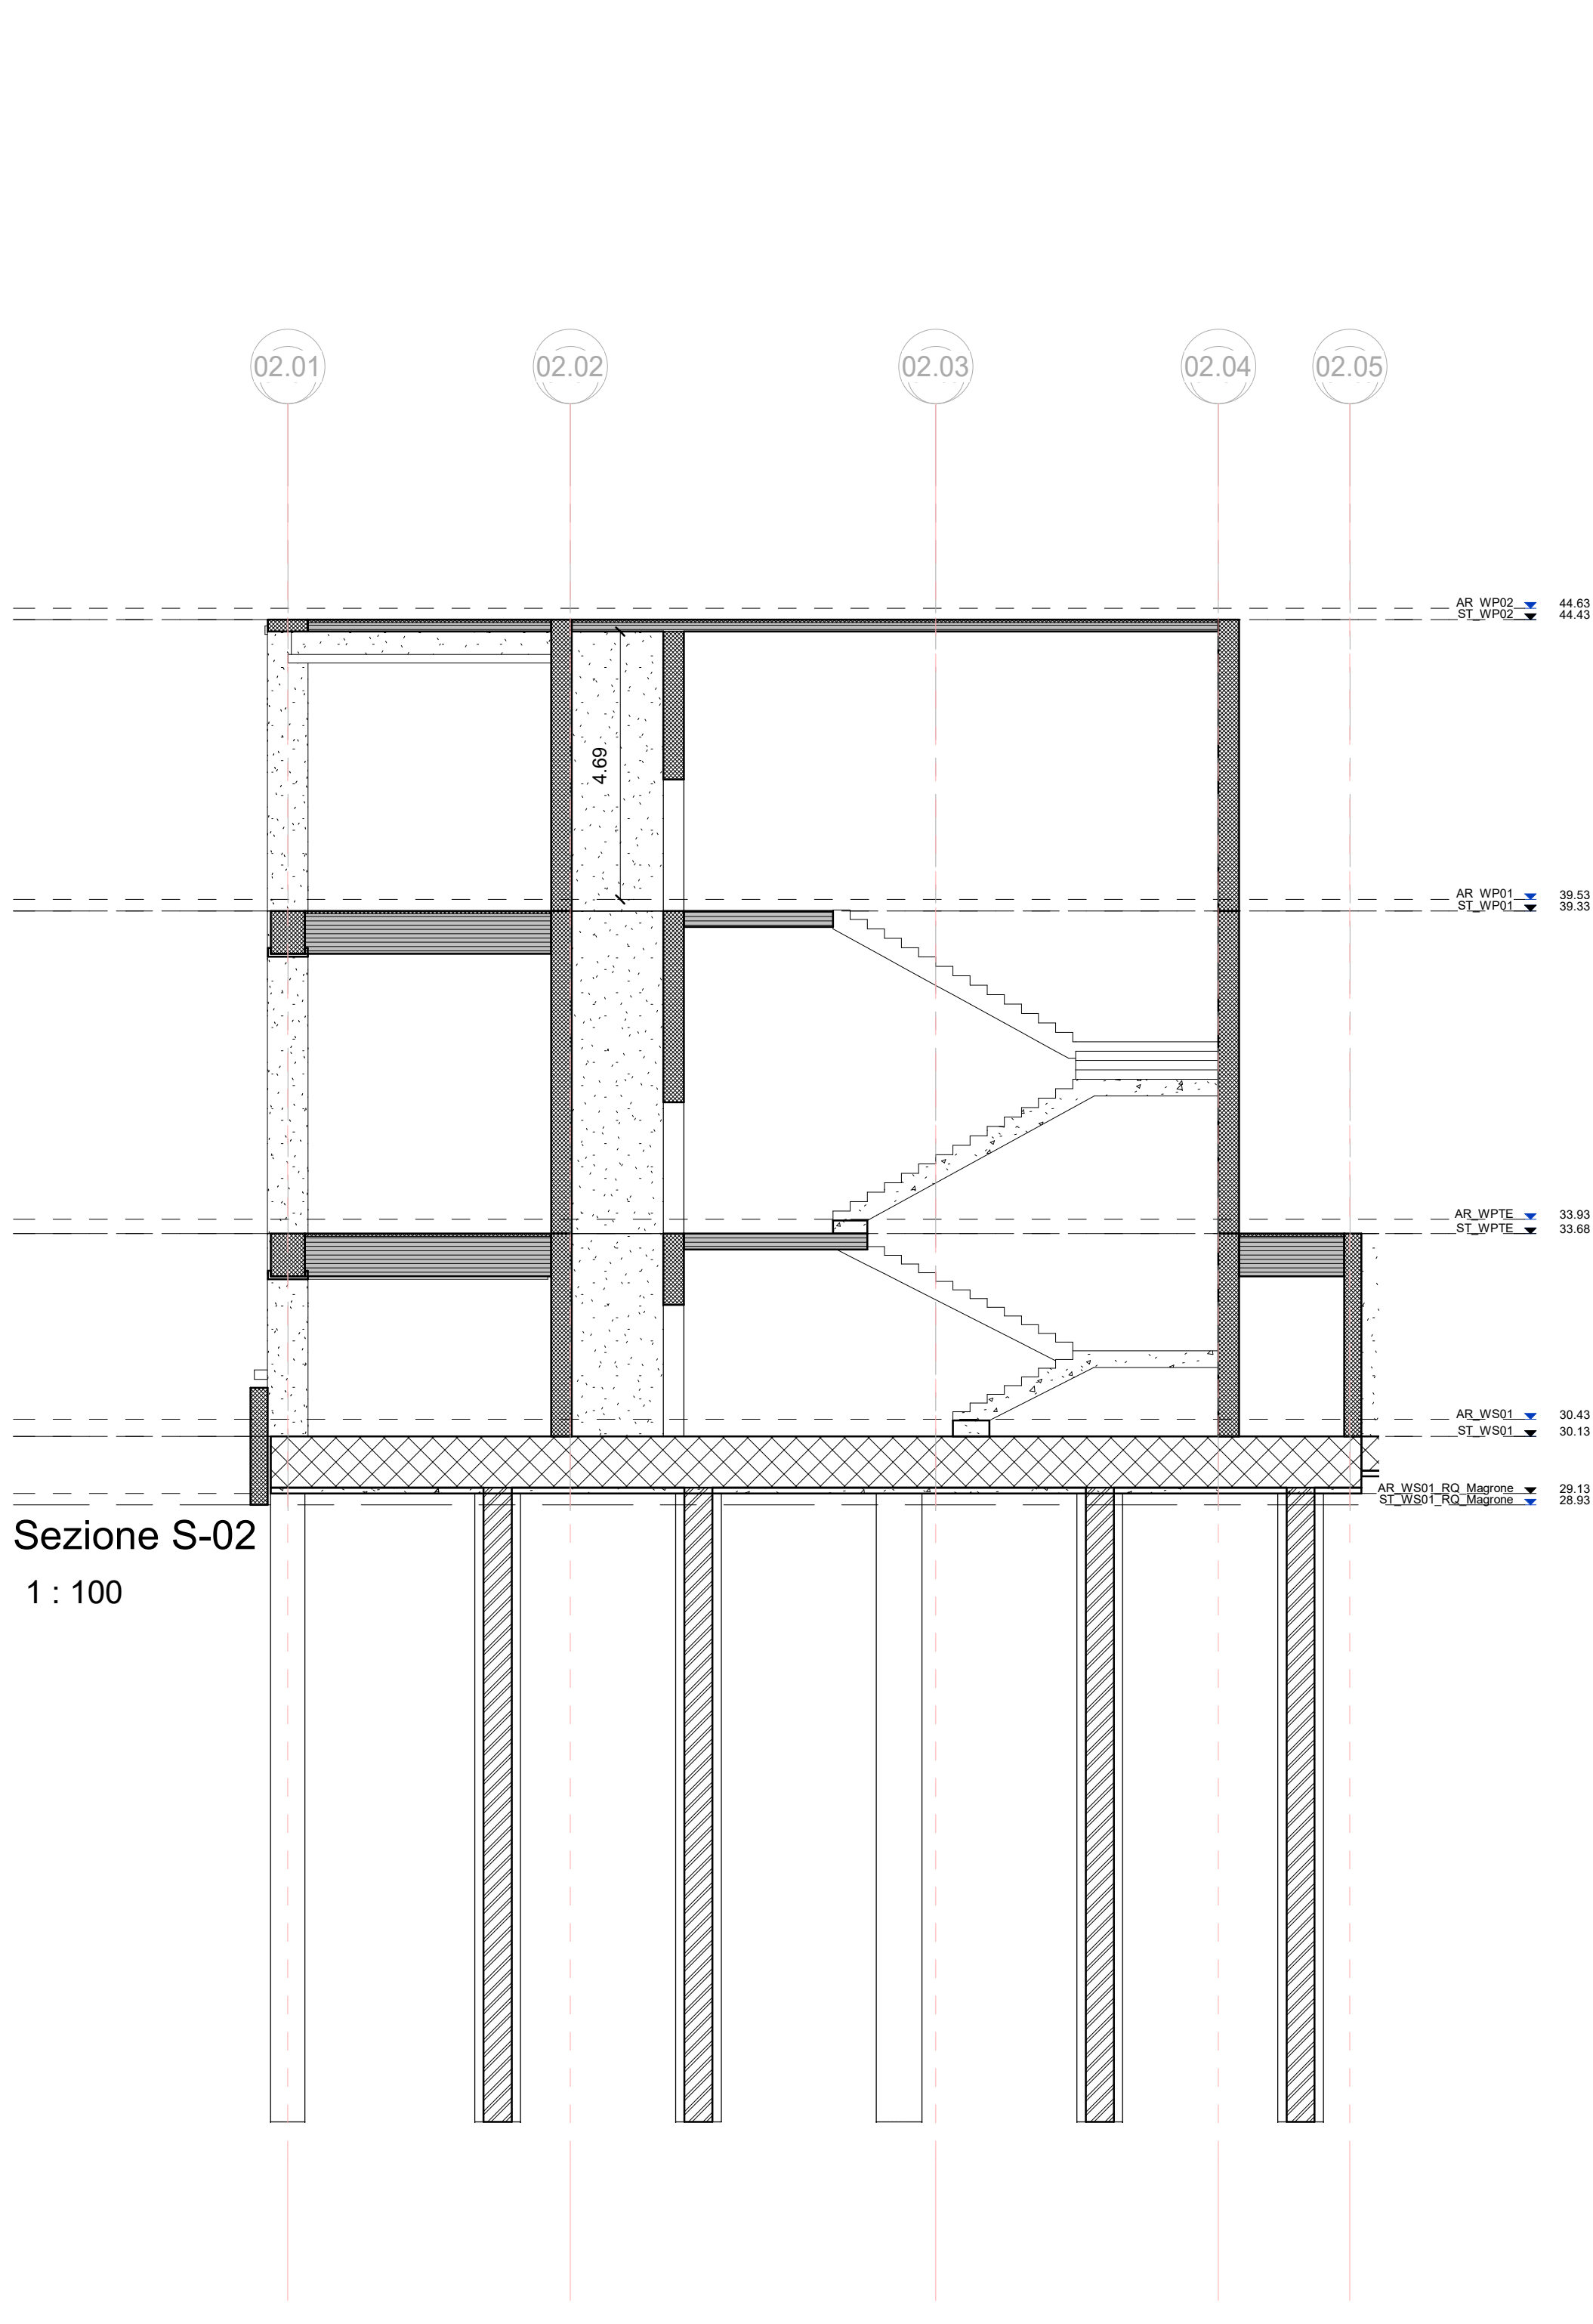 02.01 02.02 02.03 02.04 02.05
AR_WP02 44.63
ST_WP02 44.43
4.69
AR_WP01 39.53
ST_WP01 39.33
AR_WPTE 33.93
ST_WPTE 33.68
AR_WS01 30.43
ST_WS01 30.13
AR_WS01_RQ_Magrone 29.13
ST_WS01_RQ_Magrone 28.93
Sezione S-02
1 : 100